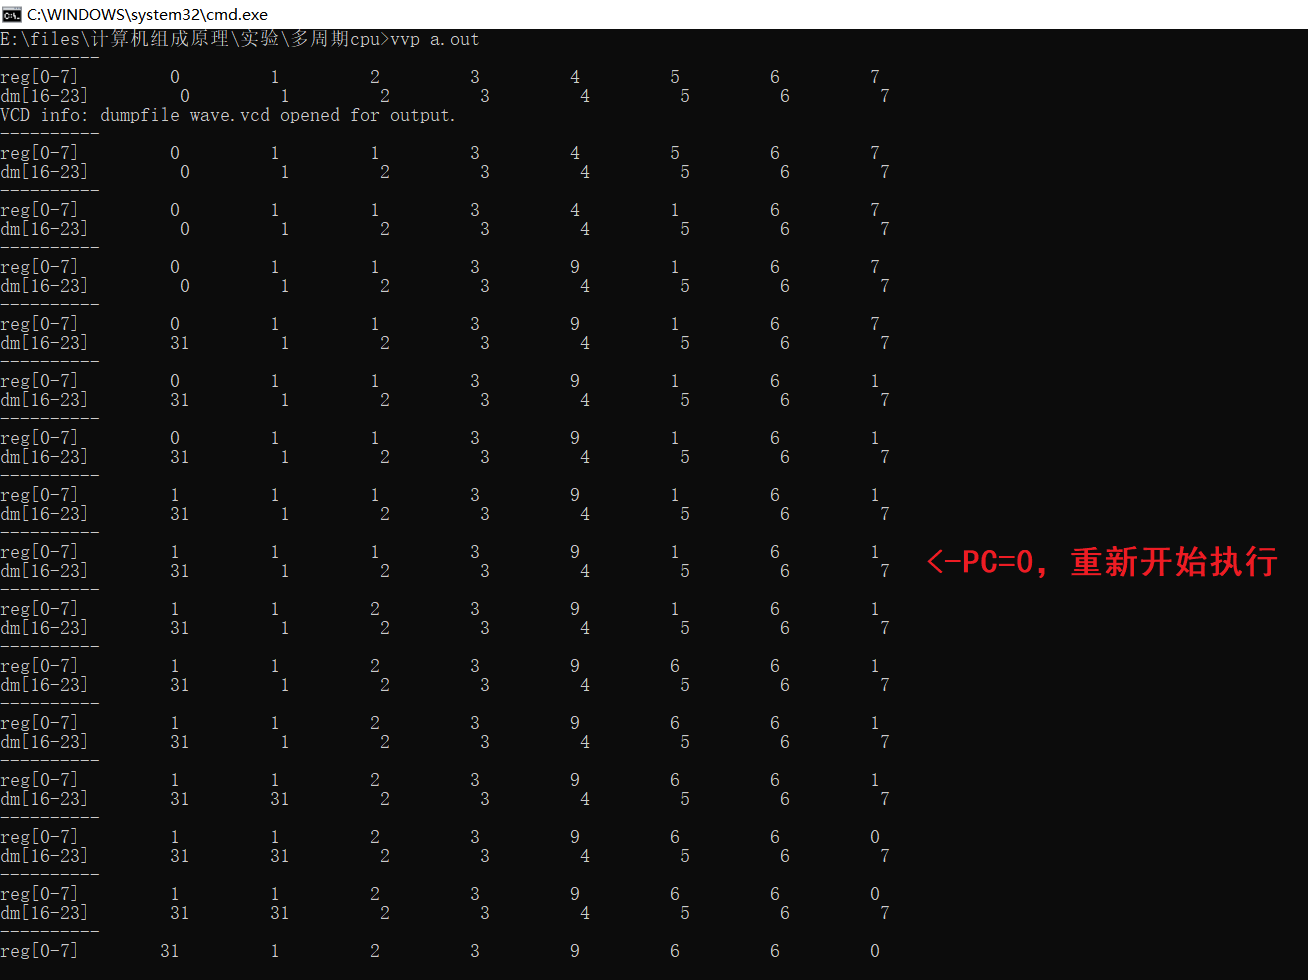 C:\WINDOWS\system32\cmd.exe
E:\files\计算机组成原理\实验\多周期cpu>vvp a.out
----------
reg[0-7] 0 1 2 3 4 5 6 7
dm[16-23] 0 1 2 3 4 5 6 7
VCD info: dumpfile wave.vcd opened for output.
----------
reg[0-7] 0 1 1 3 4 5 6 7
dm[16-23] 0 1 2 3 4 5 6 7
----------
reg[0-7] 0 1 1 3 4 1 6 7
dm[16-23] 0 1 2 3 4 5 6 7
----------
reg[0-7] 0 1 1 3 9 1 6 7
dm[16-23] 0 1 2 3 4 5 6 7
----------
reg[0-7] 0 1 1 3 9 1 6 7
dm[16-23] 31 1 2 3 4 5 6 7
----------
reg[0-7] 0 1 1 3 9 1 6 1
dm[16-23] 31 1 2 3 4 5 6 7
----------
reg[0-7] 0 1 1 3 9 1 6 1
dm[16-23] 31 1 2 3 4 5 6 7
----------
reg[0-7] 1 1 1 3 9 1 6 1
dm[16-23] 31 1 2 3 4 5 6 7
----------
reg[0-7] 1 1 1 3 9 1 6 1
dm[16-23] 31 1 2 3 4 5 6 7
<-PC=0，重新开始执行
----------
reg[0-7] 1 1 2 3 9 1 6 1
dm[16-23] 31 1 2 3 4 5 6 7
----------
reg[0-7] 1 1 2 3 9 6 6 1
dm[16-23] 31 1 2 3 4 5 6 7
----------
reg[0-7] 1 1 2 3 9 6 6 1
dm[16-23] 31 1 2 3 4 5 6 7
----------
reg[0-7] 1 1 2 3 9 6 6 1
dm[16-23] 31 31 2 3 4 5 6 7
----------
reg[0-7] 1 1 2 3 9 6 6 0
dm[16-23] 31 31 2 3 4 5 6 7
----------
reg[0-7] 1 1 2 3 9 6 6 0
dm[16-23] 31 31 2 3 4 5 6 7
----------
reg[0-7] 31 1 2 3 9 6 6 0